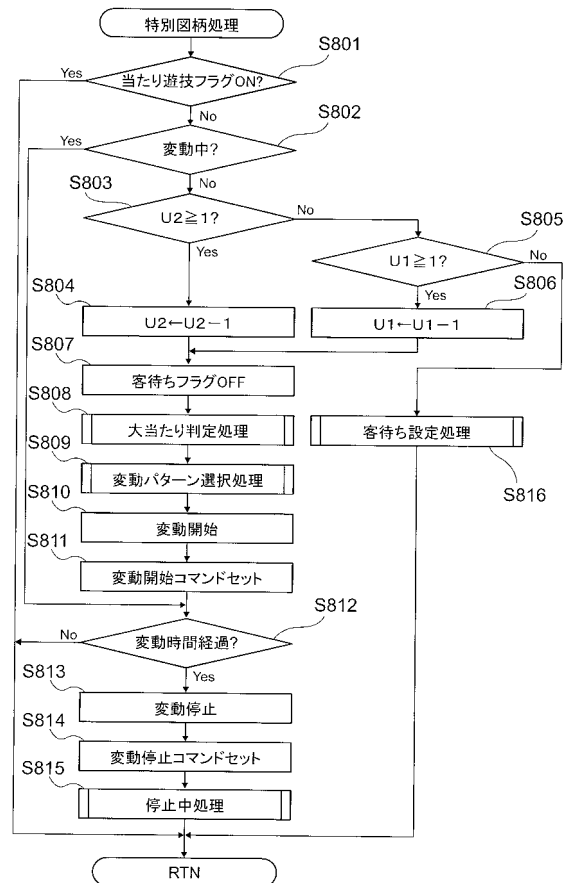 特別図柄処理
S801
当たり遊技フラグON?
Yes
No
S802
変動中?
Yes
No
S803
U2≧1?
No
Yes
S805
U1≧1?
No
Yes
S804
U2←U2－1
S806
U1←U1－1
S807
客待ちフラグOFF
S808
大当たり判定処理
客待ち設定処理
S816
S809
変動パターン選択処理
S810
変動開始
S811
変動開始コマンドセット
S812
変動時間経過?
No
Yes
S813
変動停止
S814
変動停止コマンドセット
S815
停止中処理
RTN